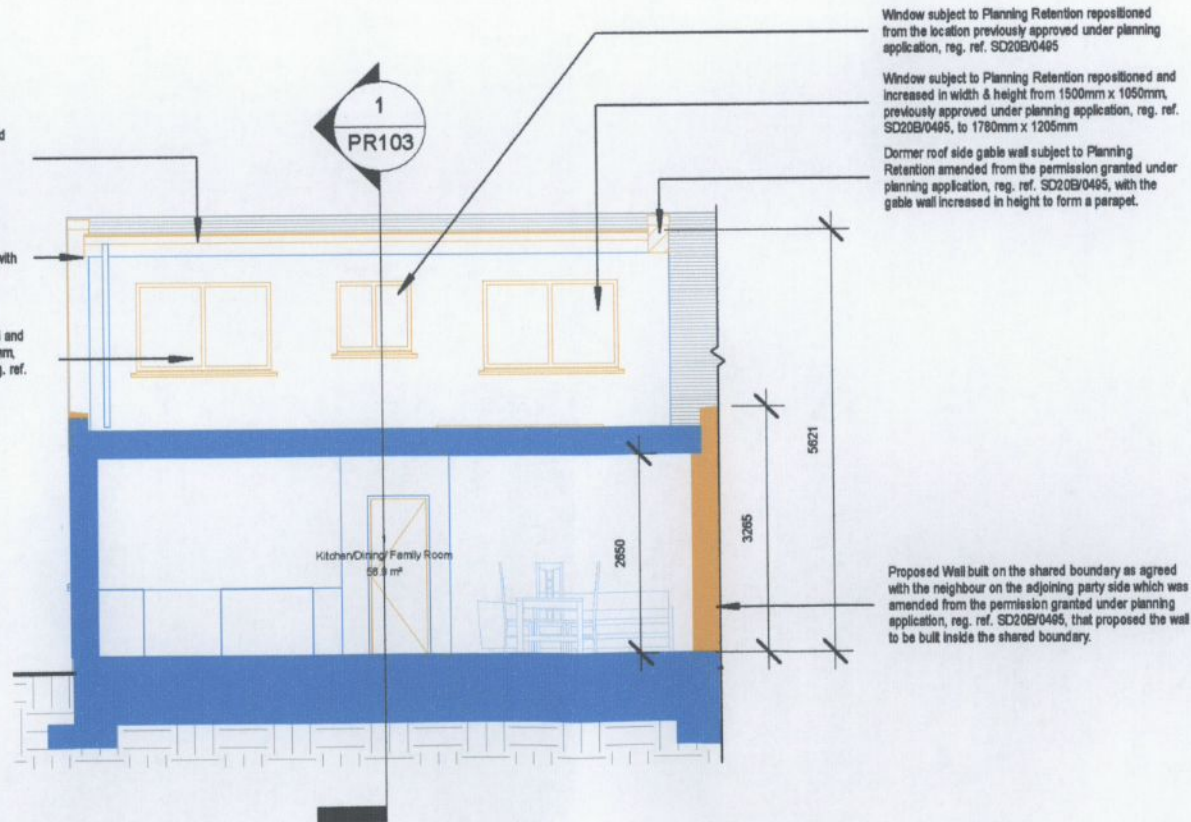 Window subject to Planning Retention repositioned
from the location previously approved under planning
application, reg. ref. SD20B/0495
Window subject to Planning Retention repositioned and
increased in width & height from 1500mm x 1050mm,
previously approved under planning application, reg. ref.
SD20B/0495, to 1780mm x 1205mm
Dormer roof side gable wall subject to Planning
Retention amended from the permission granted under
planning application, reg. ref. SD20B/0495, with the
gable wall increased in height to form a parapet.
1
PR103
with
and
ref.
5621
3265
2650
1
Kitchen/Dining/ Family Room
m²
Proposed Wall built on the shared boundary as agreed
with the neighbour on the adjoining party side which was
amended from the permission granted under planning
application, reg. ref. SD20B/0495, that proposed the wall
to be built inside the shared boundary.